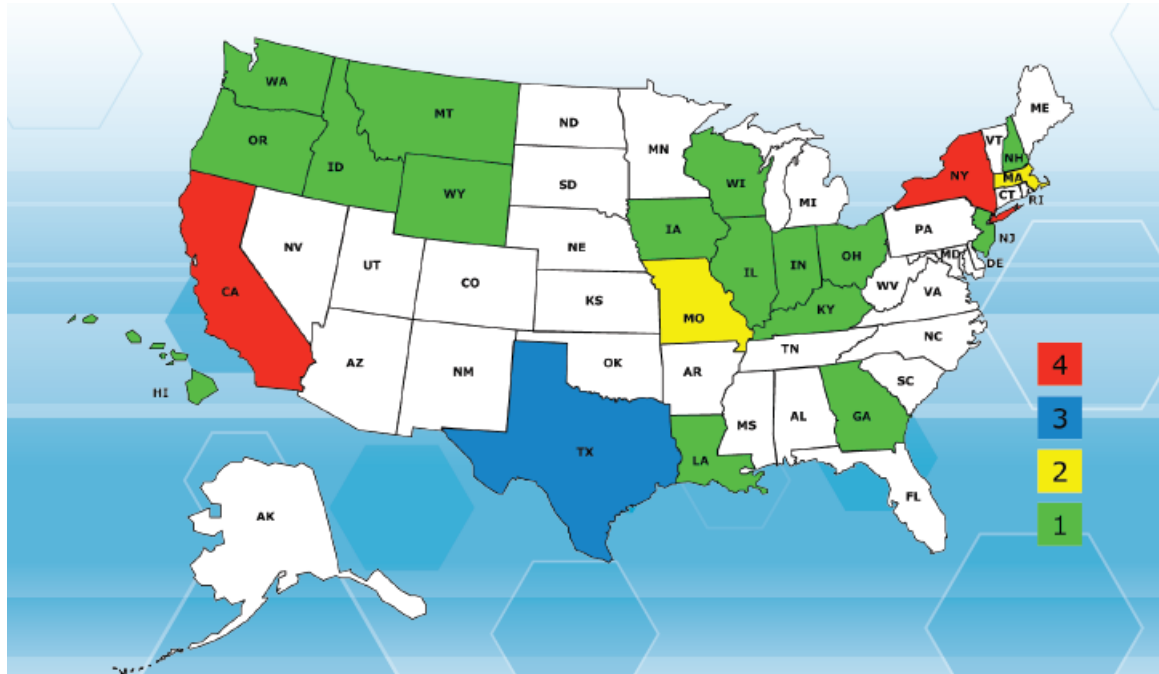 WA
MT
ND
MN
ME
VT
NH
OR
ID
WY
SD
WI
MI
NY
MA
CT
RI
NV
UT
CO
NE
KS
IA
IL
IN
OH
PA
NJ
MD
DE
WV
VA
CA
MO
KY
NC
TN
SC
AZ
NM
OK
AR
MS
AL
GA
HI
TX
LA
FL
AK
4
3
2
1